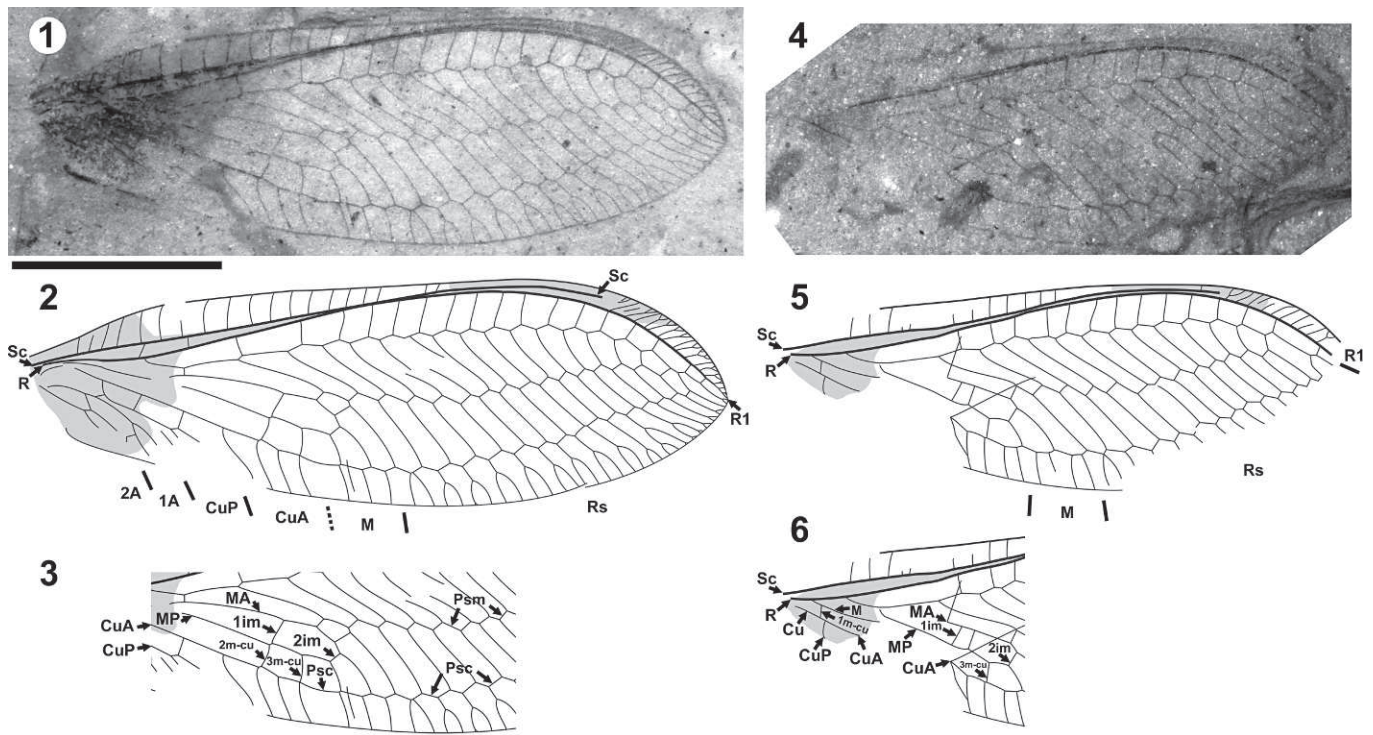 1
4
2
Sc
Sc
R
R1
2A
1A
CuP
CuA
M
Rs
5
Sc
R
R1
Rs
M
3
MA
Psm
CuA
MP
1im
CuP
2m-cu
2im
3m-cu
Psc
Psc
6
Sc
R
M
MA
Cu
1m-cu
1im
CuP
CuA
MP
2im
CuA
3m-cu